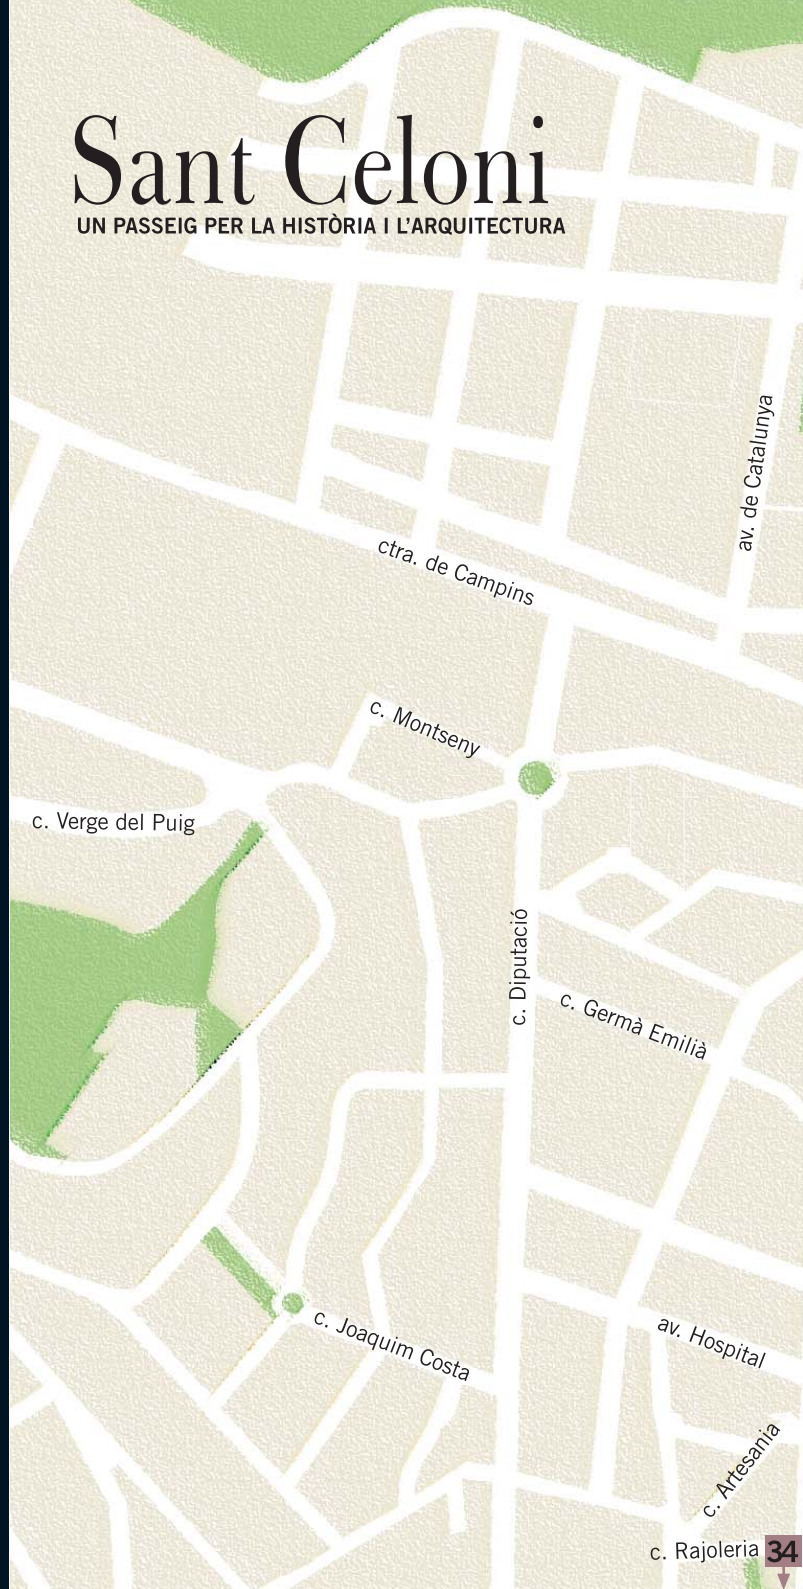 Sant Celoni
UN PASSEIG PER LA HISTÒRIA I L'ARQUITECTURA
av. de Catalunya
ctra. de Campins
c. Montseny
c. Verge del Puig
c. Diputació
c. Germà Emilià
c. Joaquim Costa
av. Hospital
c. Artesania
c. Rajoleria 34